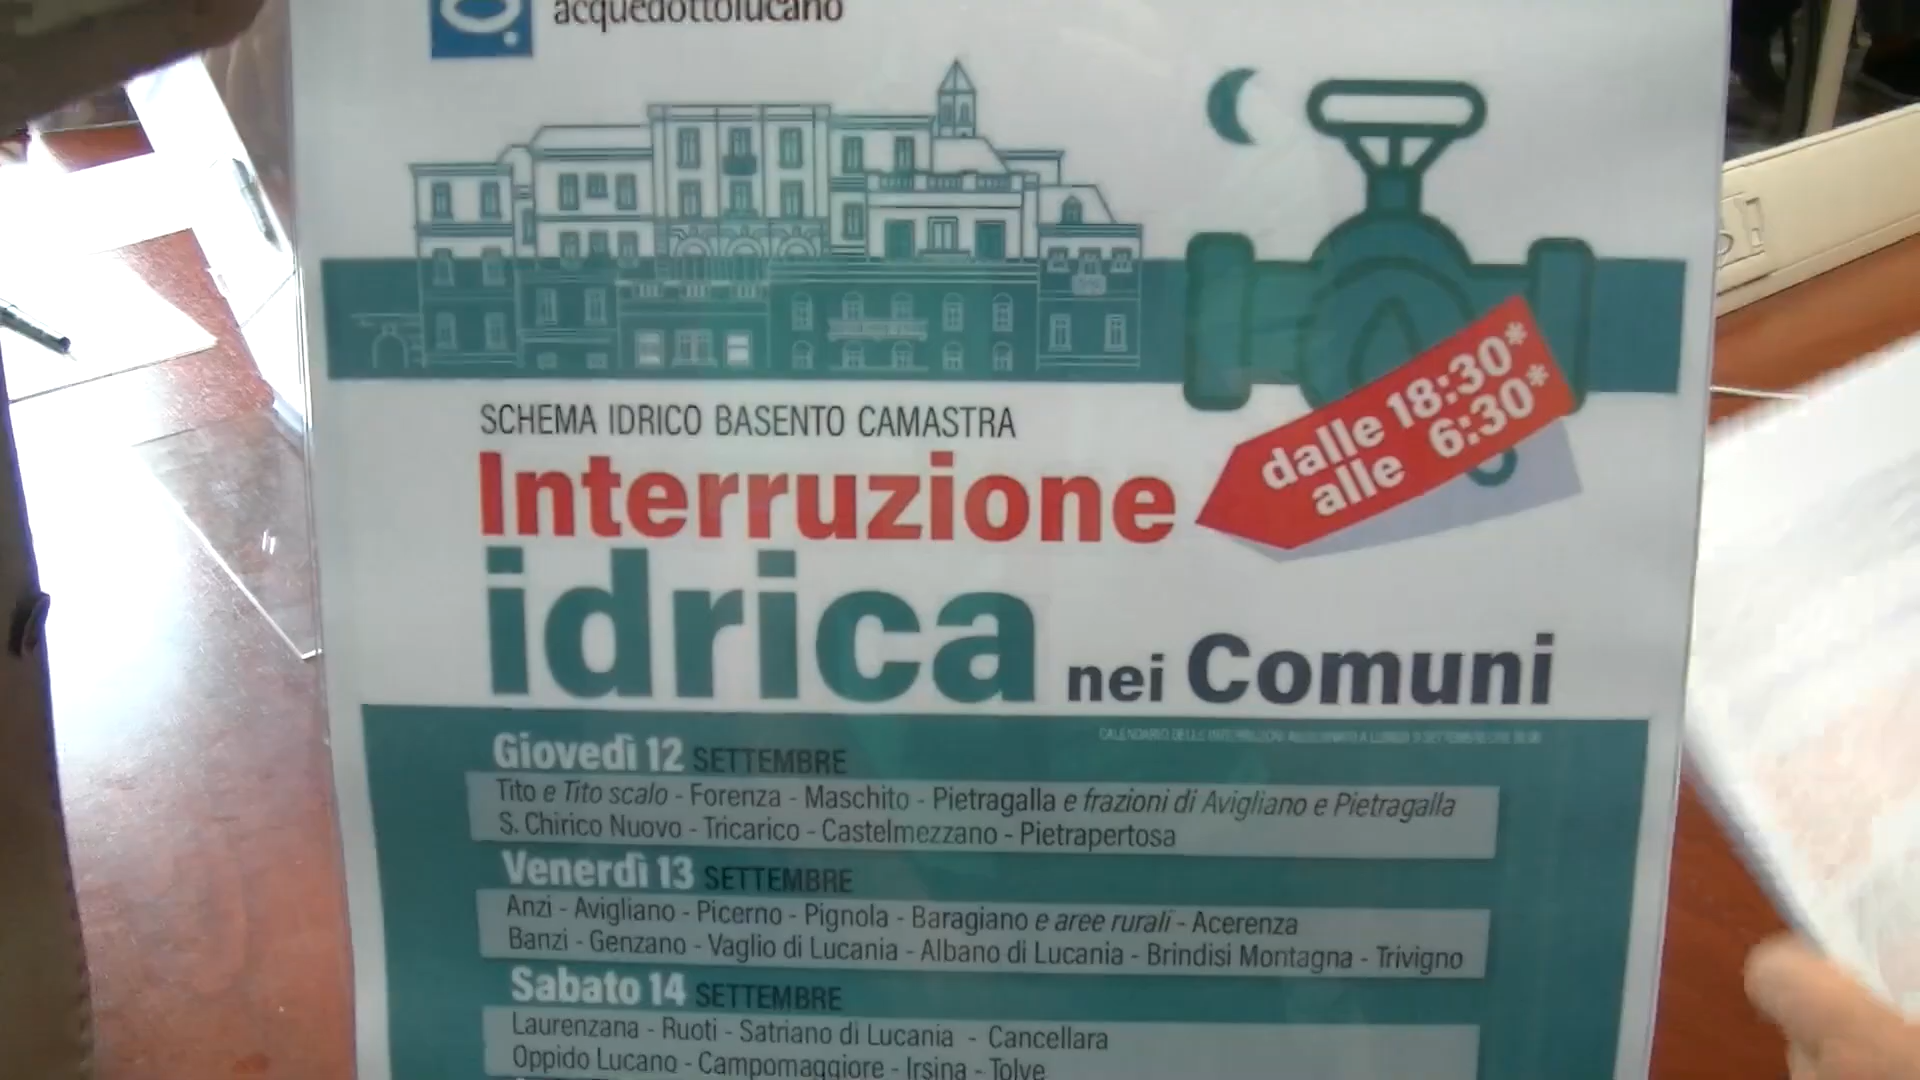 acquedottolucano
SCHEMA IDRICO BASENTO CAMASTRA
dalle 18:30*
alle 6:30*
Interruzione
idrica nei Comuni
Giovedì 12 SETTEMBRE
Tito e Tito scalo - Forenza - Maschito - Pietragalla e frazioni di Avigliano e Pietragalla
S. Chirico Nuovo - Tricarico - Castelmezzano - Pietrapertosa
Venerdì 13 SETTEMBRE
Anzi - Avigliano - Picerno - Pignola - Baragiano e aree rurali - Acerenza
Banzi - Genzano - Vaglio di Lucania - Albano di Lucania - Brindisi Montagna - Trivigno
Sabato 14 SETTEMBRE
Laurenzana - Ruoti - Satriano di Lucania - Cancellara
Oppido Lucano - Campomaggiore - Irsina - Tolve